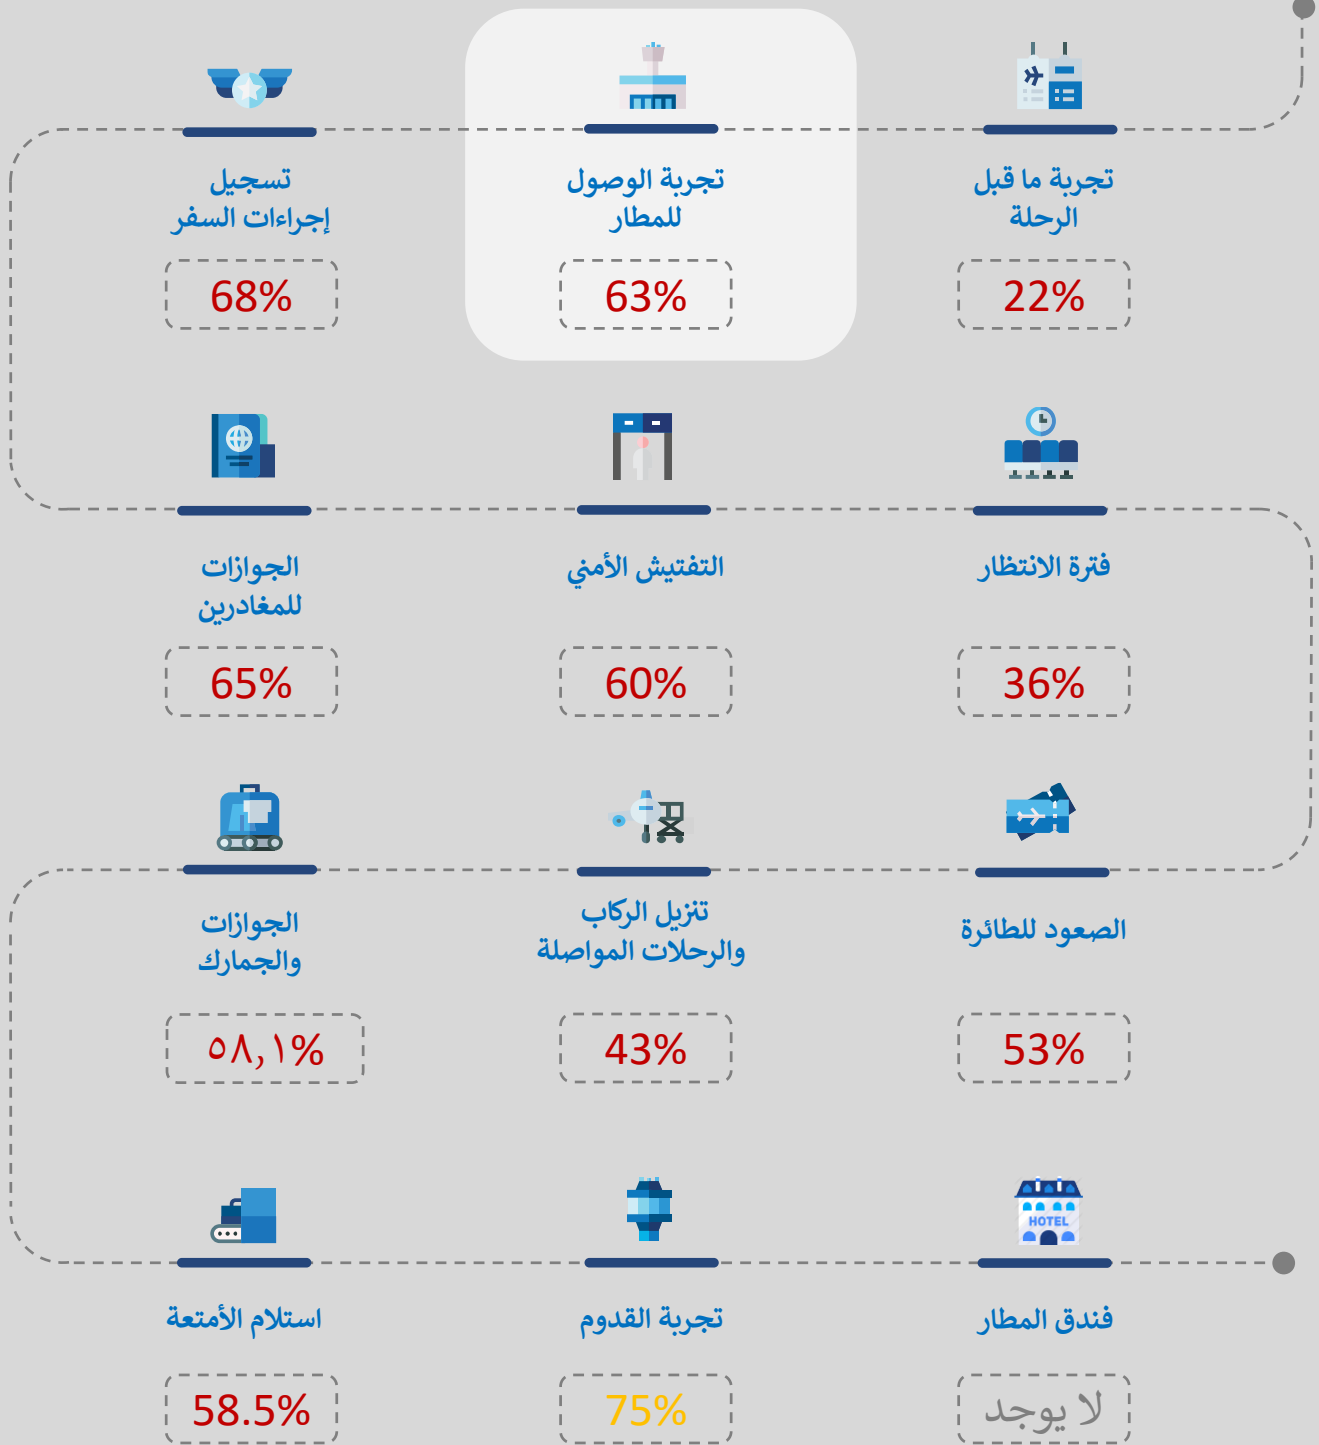 تجربة ما قبل
الرحلة
22%
تجربة الوصول
للمطار
63%
تسجيل
إجراءات السفر
68%
الجوازات
للمغادرين
65%
التفتيش الأمني
60%
فترة الانتظار
36%
الصعود للطائرة
53%
تنزيل الركاب
والرحلات المواصلة
43%
الجوازات
والجمارك
٥٨,١%
استلام الأمتعة
58.5%
تجربة القدوم
75%
HOTEL
فندق المطار
لا يوجد